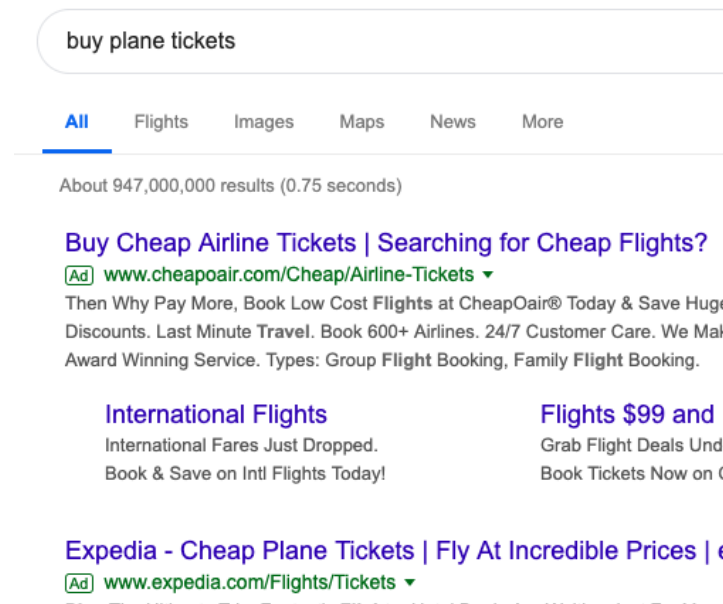 buy plane tickets
All Flights Images Maps News More
About 947,000,000 results (0.75 seconds)
Buy Cheap Airline Tickets | Searching for Cheap Flights?
Ad www.cheapoair.com/Cheap/Airline-Tickets
Then Why Pay More, Book Low Cost Flights at CheapOair® Today & Save Huge
Discounts. Last Minute Travel. Book 600+ Airlines. 24/7 Customer Care. We
Award Winning Service. Types: Group Flight Booking, Family Flight Booking.
International Flights
International Fares Just Dropped.
Book & Save on Intl Flights Today!
Flights $99 and
Grab Flight Deals
Book Tickets Now on
Expedia - Cheap Plane Tickets | Fly At Incredible Prices |
Ad www.expedia.com/Flights/Tickets